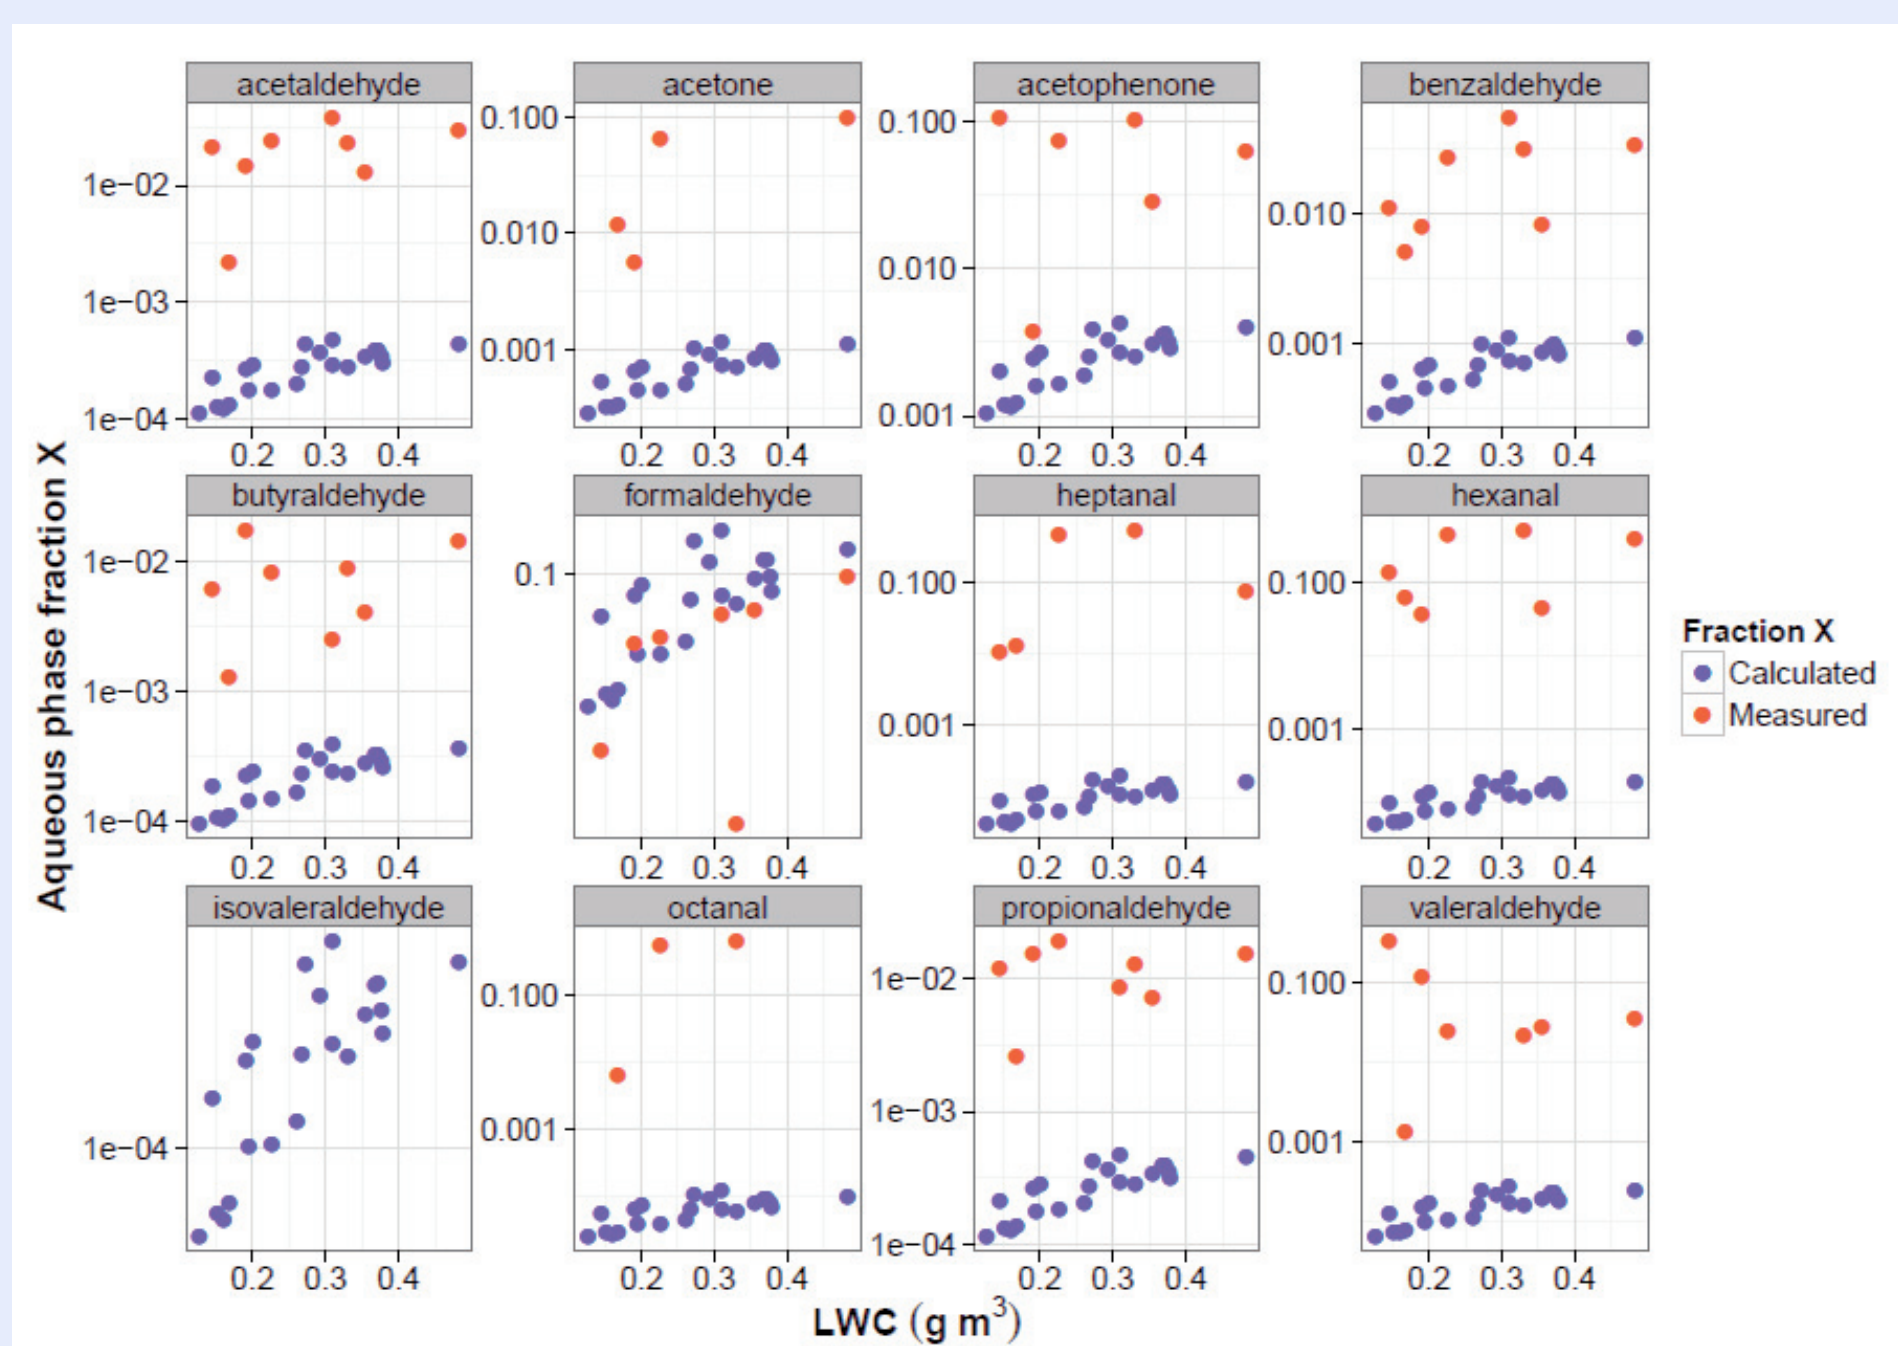 acetaldehyde acetone acetophenone benzaldehyde
1e−02
1e−03
1e−04
0.100
0.010
0.001
0.100
0.010
0.001
0.010
0.001
0.2 0.3 0.4 0.2 0.3 0.4 0.2 0.3 0.4 0.2 0.3 0.4
butyraldehyde formaldehyde heptanal hexanal
1e−02
1e−03
1e−04
0.1
0.100
0.001
0.100
0.001
0.2 0.3 0.4 0.2 0.3 0.4 0.2 0.3 0.4 0.2 0.3 0.4
isovaleraldehyde octanal propionaldehyde valeraldehyde
1e−04
0.100
0.001
1e−02
1e−03
1e−04
0.100
0.001
0.2 0.3 0.4 0.2 0.3 0.4 0.2 0.3 0.4 0.2 0.3 0.4
Aqueous phase fraction X
LWC (g m³)
Fraction X
Calculated
Measured